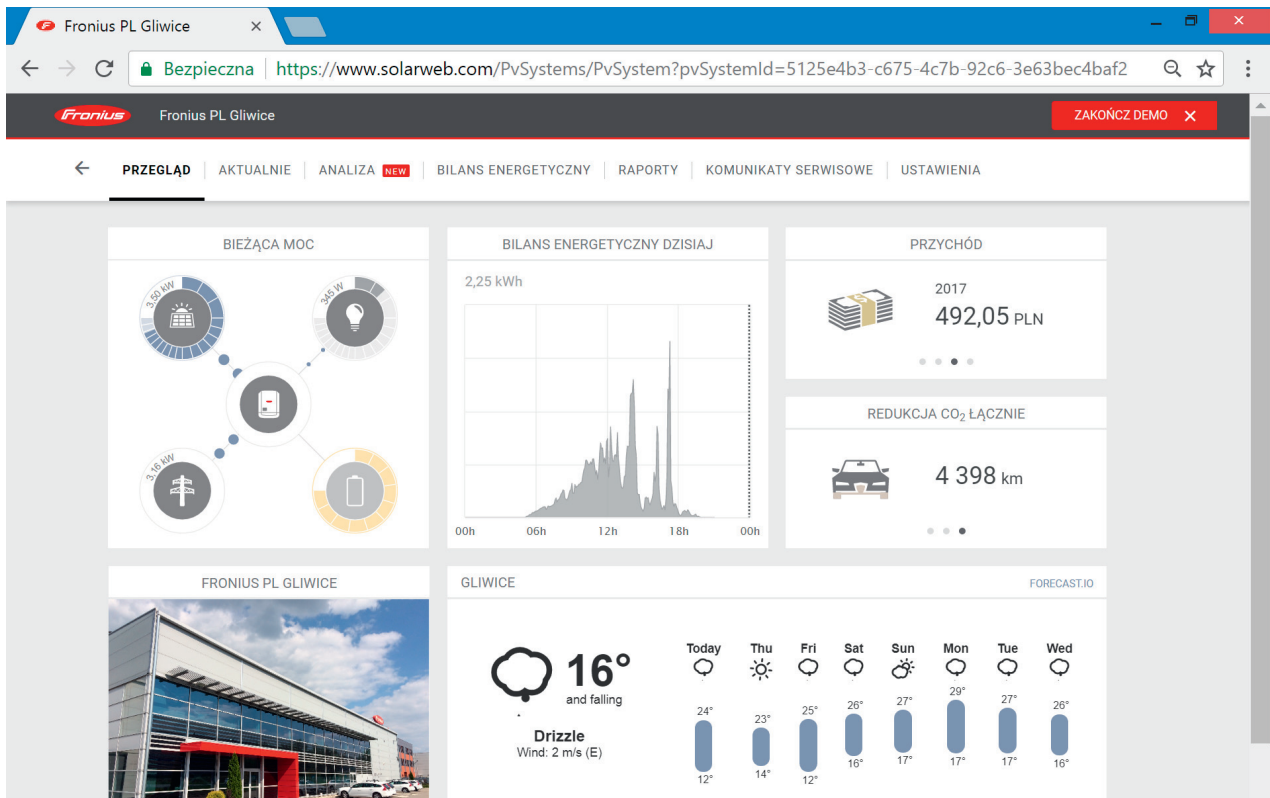 Fronius PL Gliwice
Bezpieczna https://www.solarweb.com/PvSystems/PvSystem?pvSystemId=5125e4b3-c675-4c7b-92c6-3e63bec4baf2
Fronius Fronius PL Gliwice ZAKOŃCZ DEMO
PRZEGLĄD AKTUALNIE ANALIZA NEW BILANS ENERGETYCZNY RAPORTY KOMUNIKATY SERWISOWE USTAWIENIA
BIEŻĄCA MOC
3,50 kW
345 W
3,16 kW
BILANS ENERGETYCZNY DZISIAJ
2,25 kWh
00h 06h 12h 18h 00h
PRZYCHÓD
2017
492,05 PLN
REDUKCJA CO₂ ŁĄCZNIE
4 398 km
FRONIUS PL GLIWICE
GLIWICE FORECAST.IO
16°
and falling
Drizzle
Wind: 2 m/s (E)
Today Thu Fri Sat Sun Mon Tue Wed
24° 23° 25° 26° 27° 29° 27° 26°
12° 14° 12° 16° 17° 17° 17° 16°